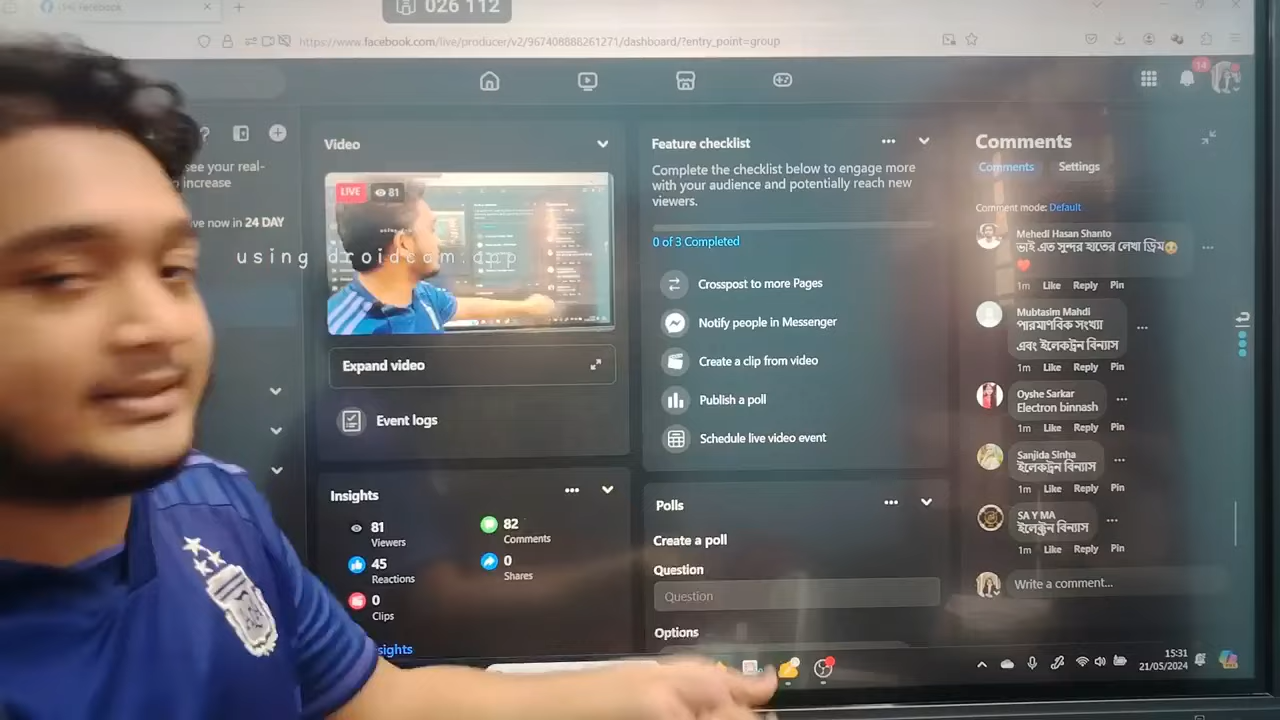 (14) Facebook
026 112
https://www.facebook.com/live/producer/v2/967408888261271/dashboard/?entry_point=group
14
see your real-
increase
ve now in 24 DAY
Video
LIVE
81
using droidcam app
Expand video
Event logs
Insights
81
Viewers
82
Comments
45
Reactions
0
Shares
0
Clips
sights
Feature checklist
Complete the checklist below to engage more
with your audience and potentially reach new
viewers.
0 of 3 Completed
Crosspost to more Pages
Notify people in Messenger
Create a clip from video
Publish a poll
Schedule live video event
Polls
Create a poll
Question
Question
Options
Comments
Comments Settings
Comment mode: Default
Mehedi Hasan Shanto
ভাই এত সুন্দর হাতের লেখা ড্রিম🥹
❤️
1m Like Reply Pin
Mubtasim Mahdi
পারমাণবিক সংখ্যা
এবং ইলেকট্রন বিন্যাস
1m Like Reply Pin
Oyshe Sarkar
Electron binnash
1m Like Reply Pin
Sanjida Sinha
ইলেকট্রন বিন্যাস
1m Like Reply Pin
SA Y MA
ইলেক্ট্রন বিন্যাস
1m Like Reply Pin
Write a comment...
15:31
21/05/2024